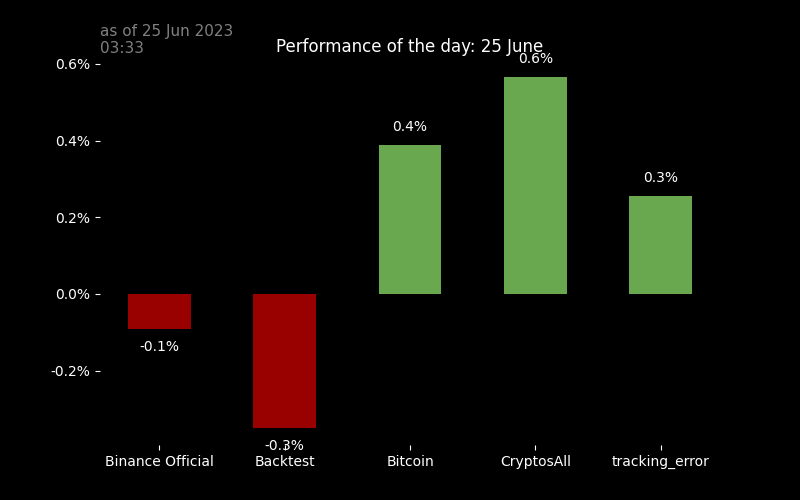 as of 25 Jun 2023
03:33
Performance of the day: 25 June
0.6%
0.4%
0.2%
0.0%
-0.2%
-0.1%
-0.3%
0.4%
0.6%
0.3%
Binance Official
Backtest
Bitcoin
CryptosAll
tracking_error